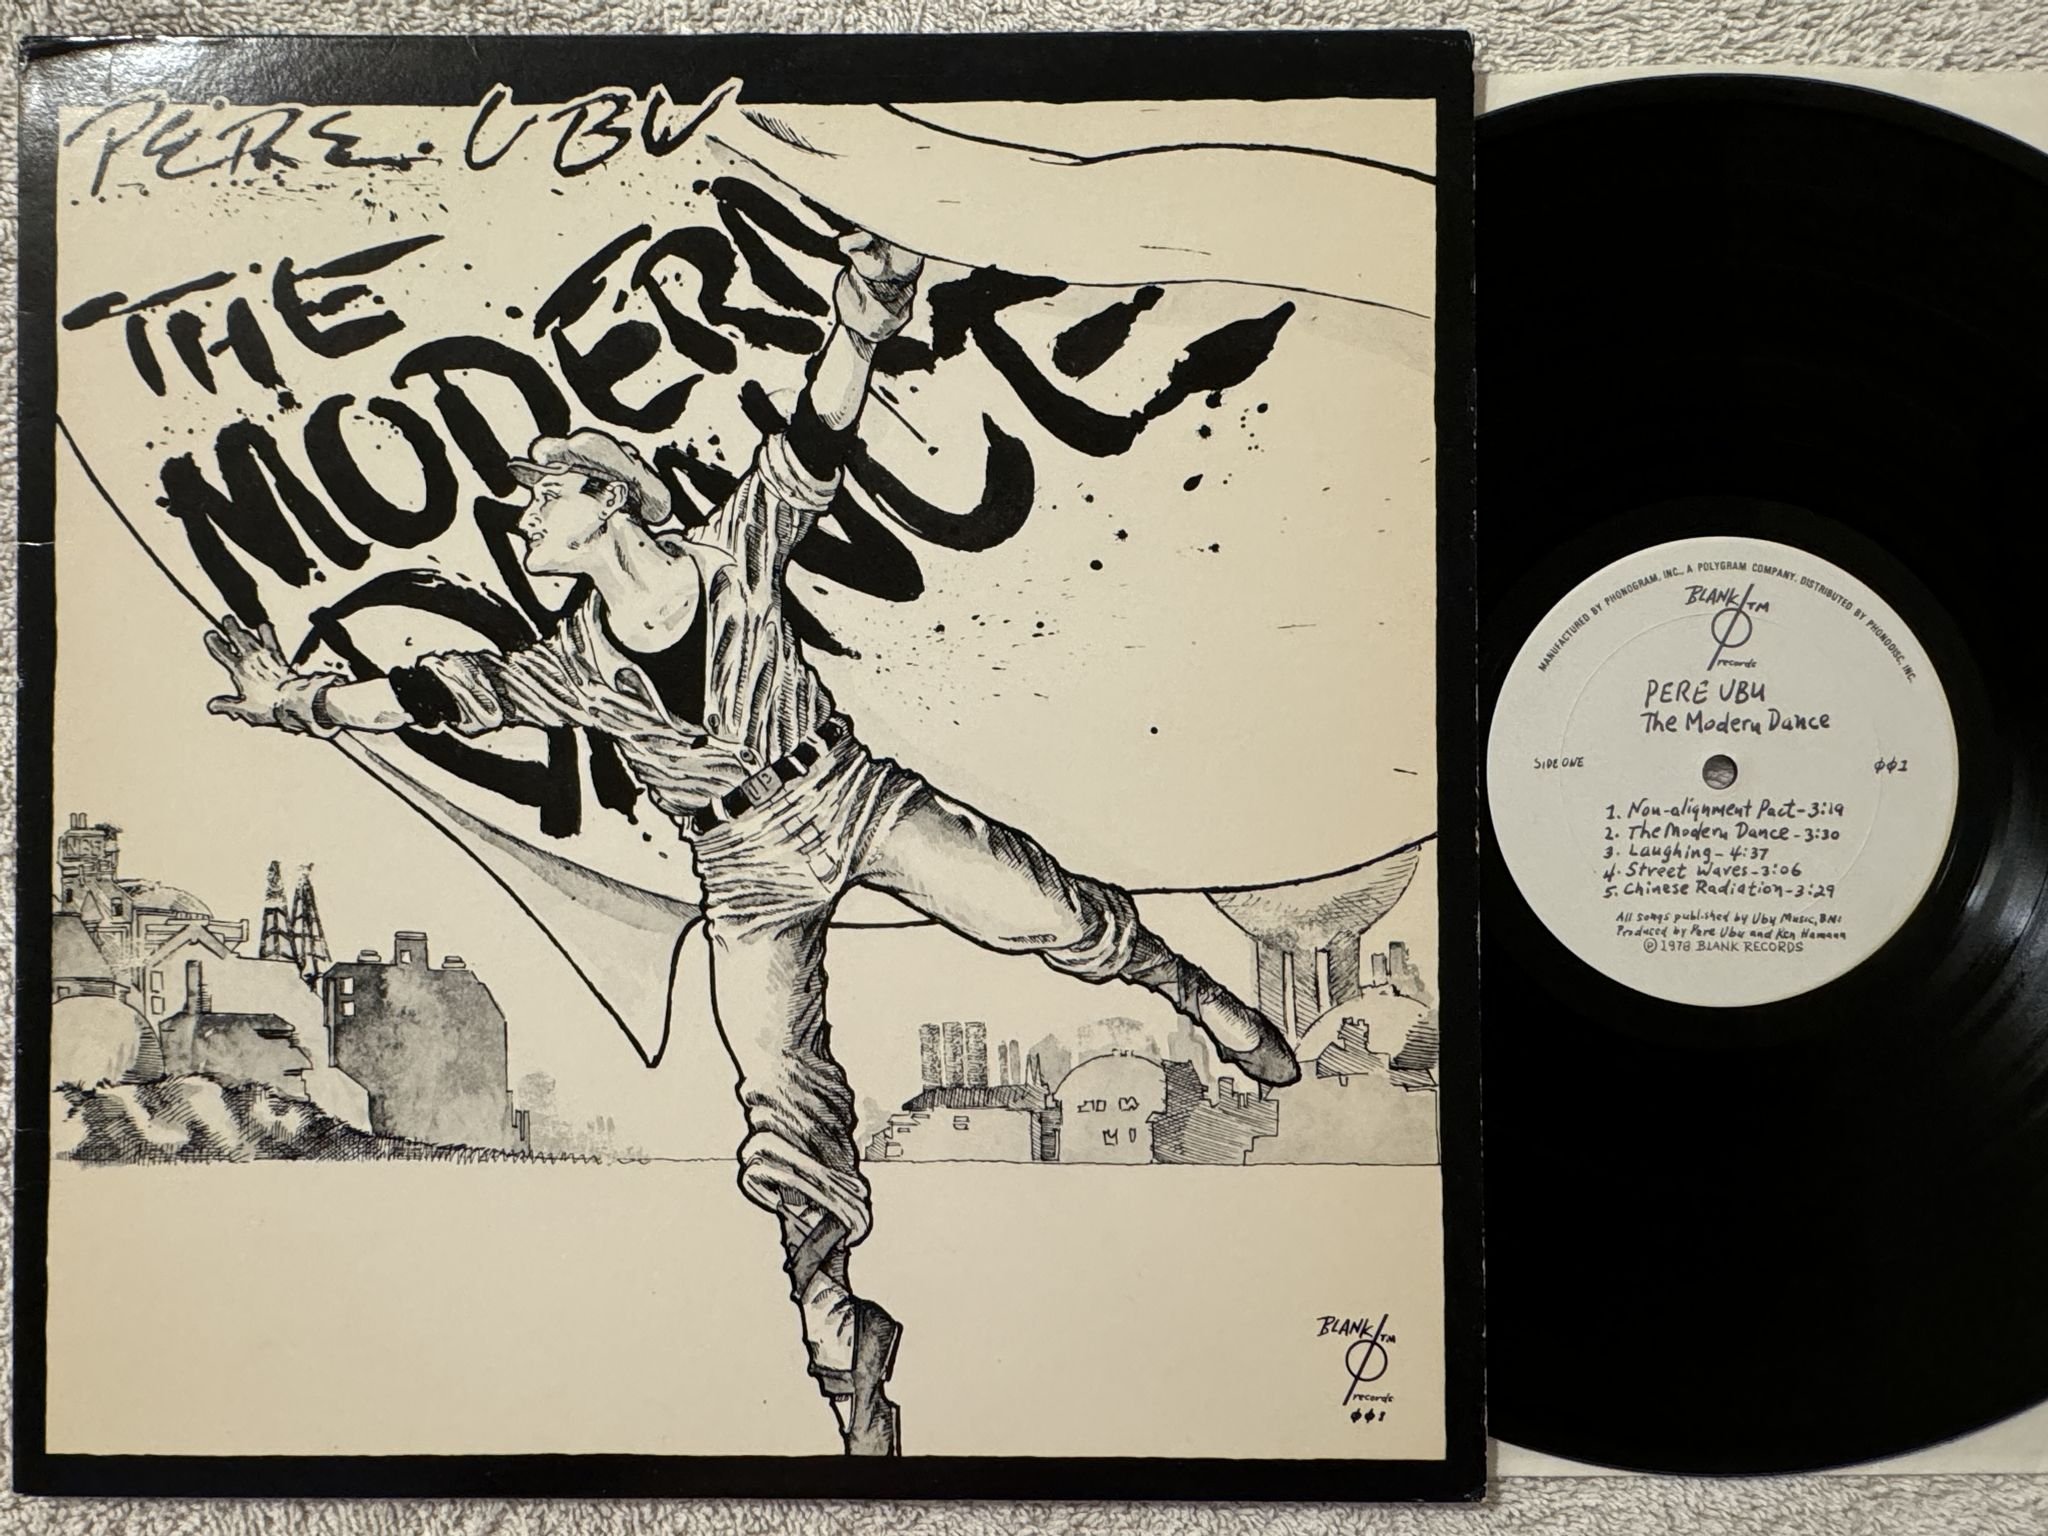 PERE UBU
THE
MODERN
DANCE
BLANK TM
records
φφ1
MANUFACTURED BY PHONOGRAM, INC., A POLYGRAM COMPANY. DISTRIBUTED BY PHONODISC, INC.
BLANK TM
records
PERE UBU
The Modern Dance
SIDE ONE
φφ1
1. Non-alignment Pact-3:19
2. The Modern Dance-3:30
3. Laughing-4:37
4. Street Waves-3:06
5. Chinese Radiation-3:29
All songs published by Ubu Music, BMI
Produced by Pere Ubu and Ken Hamann
℗1978 BLANK RECORDS